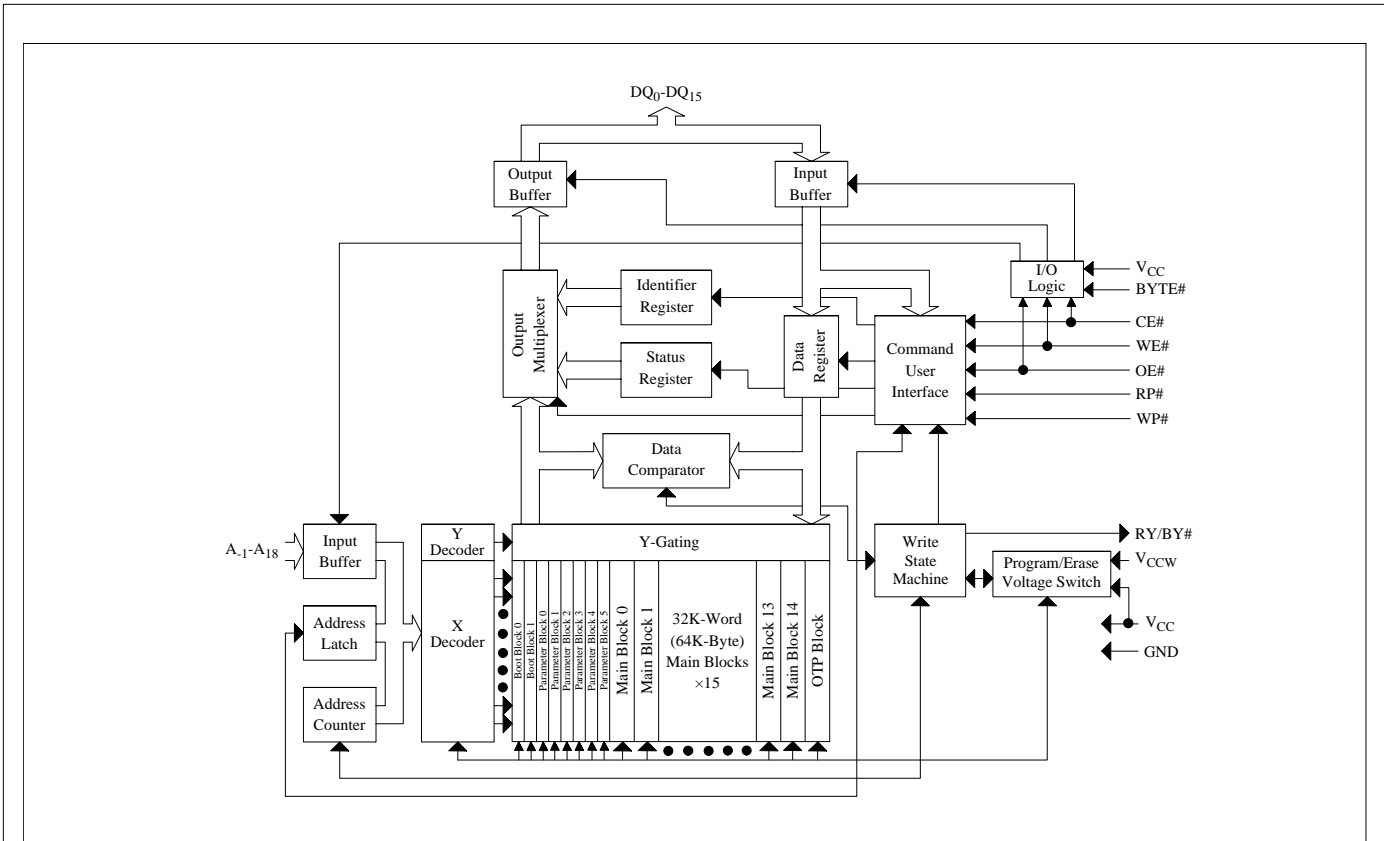 DQ0-DQ15
Output
Buffer
Input
Buffer
I/O
Logic
VCC
BYTE#
CE#
WE#
OE#
RP#
WP#
Output
Multiplexer
Identifier
Register
Status
Register
Data
Register
Command
User
Interface
Data
Comparator
A-1-A18
Input
Buffer
Y
Decoder
Y-Gating
Write
State
Machine
RY/BY#
Program/Erase
Voltage Switch
VCCW
VCC
GND
Address
Latch
X
Decoder
Address
Counter
Boot Block 0
Boot Block 1
Parameter Block 0
Parameter Block 1
Parameter Block 2
Parameter Block 3
Parameter Block 4
Parameter Block 5
Main Block 0
Main Block 1
32K-Word
(64K-Byte)
Main Blocks
×15
Main Block 13
Main Block 14
OTP Block